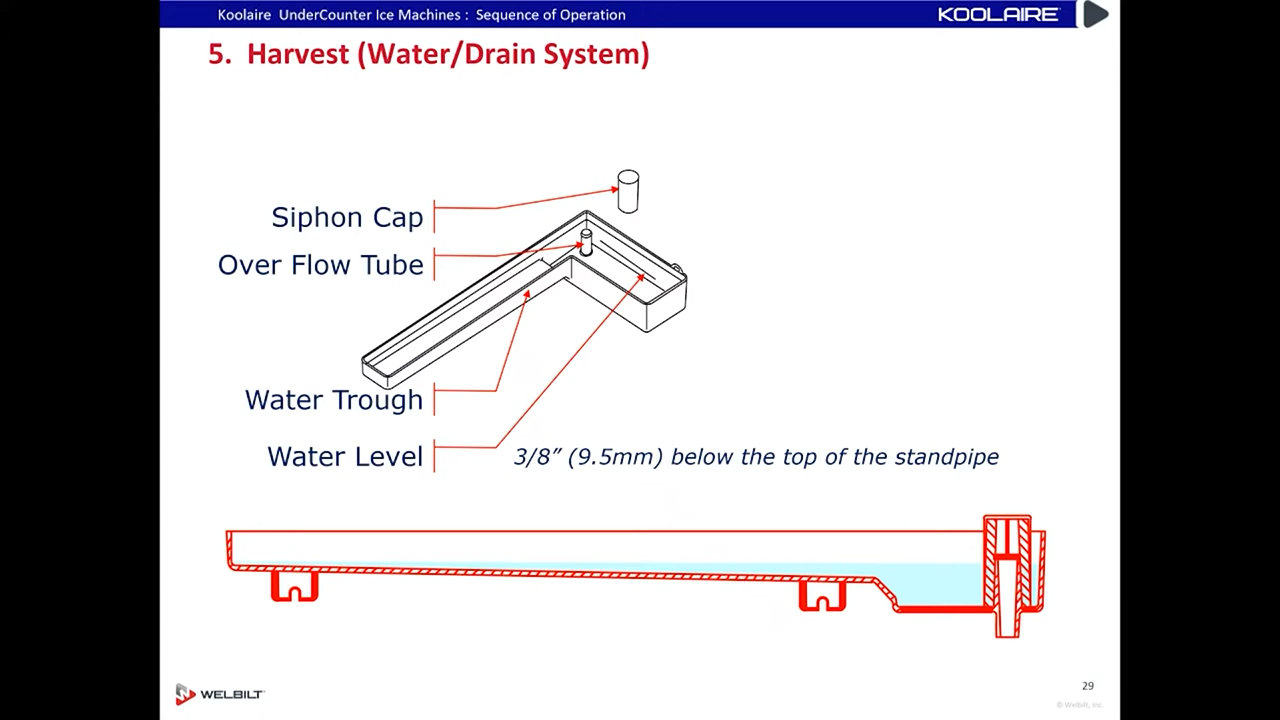 Koolaire UnderCounter Ice Machines : Sequence of Operation
KOOLAIRE
5. Harvest (Water/Drain System)
Siphon Cap
Over Flow Tube
Water Trough
Water Level
3/8” (9.5mm) below the top of the standpipe
WELBILT
29
© Welbilt, Inc.